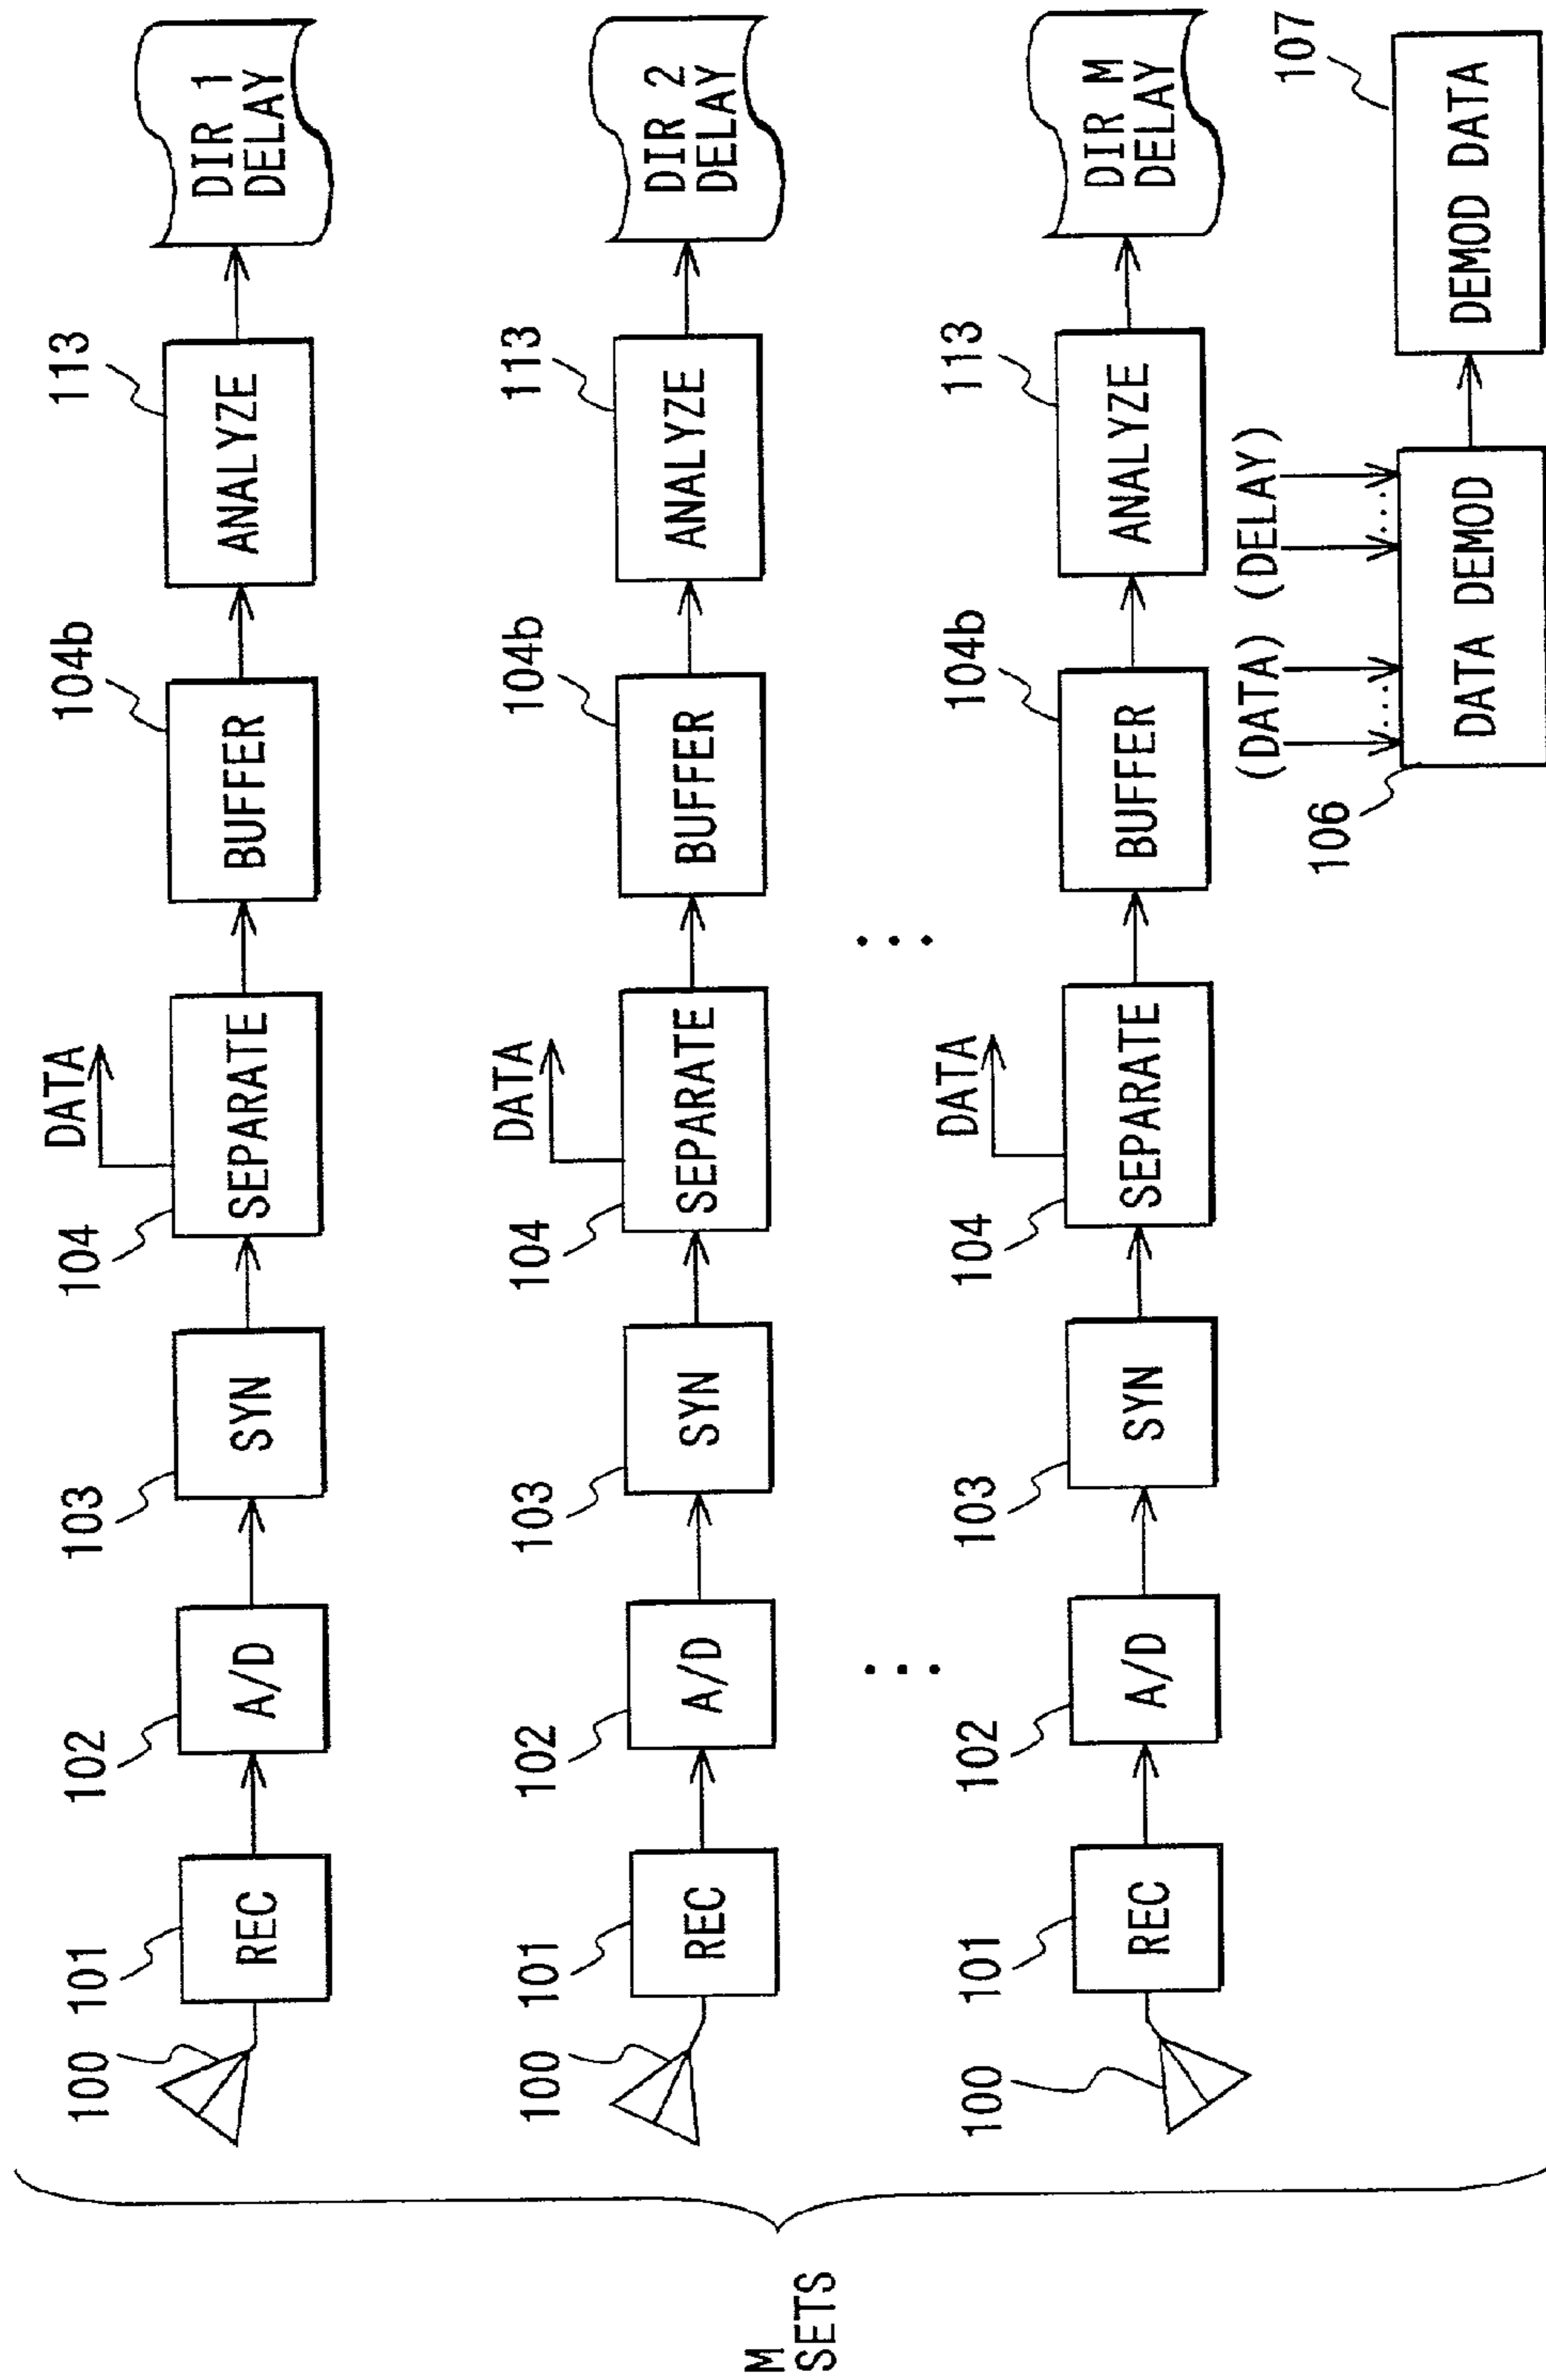 M
SETS
100
101
REC
102
A/D
103
SYN
104
SEPARATE
DATA
104b
BUFFER
113
ANALYZE
DIR 1
DELAY
100
101
REC
102
A/D
103
SYN
104
SEPARATE
DATA
104b
BUFFER
113
ANALYZE
DIR 2
DELAY
...
...
100
101
REC
102
A/D
103
SYN
104
SEPARATE
DATA
104b
BUFFER
113
ANALYZE
DIR M
DELAY
(DATA) (DELAY)
... ...
106
DATA DEMOD
107
DEMOD DATA